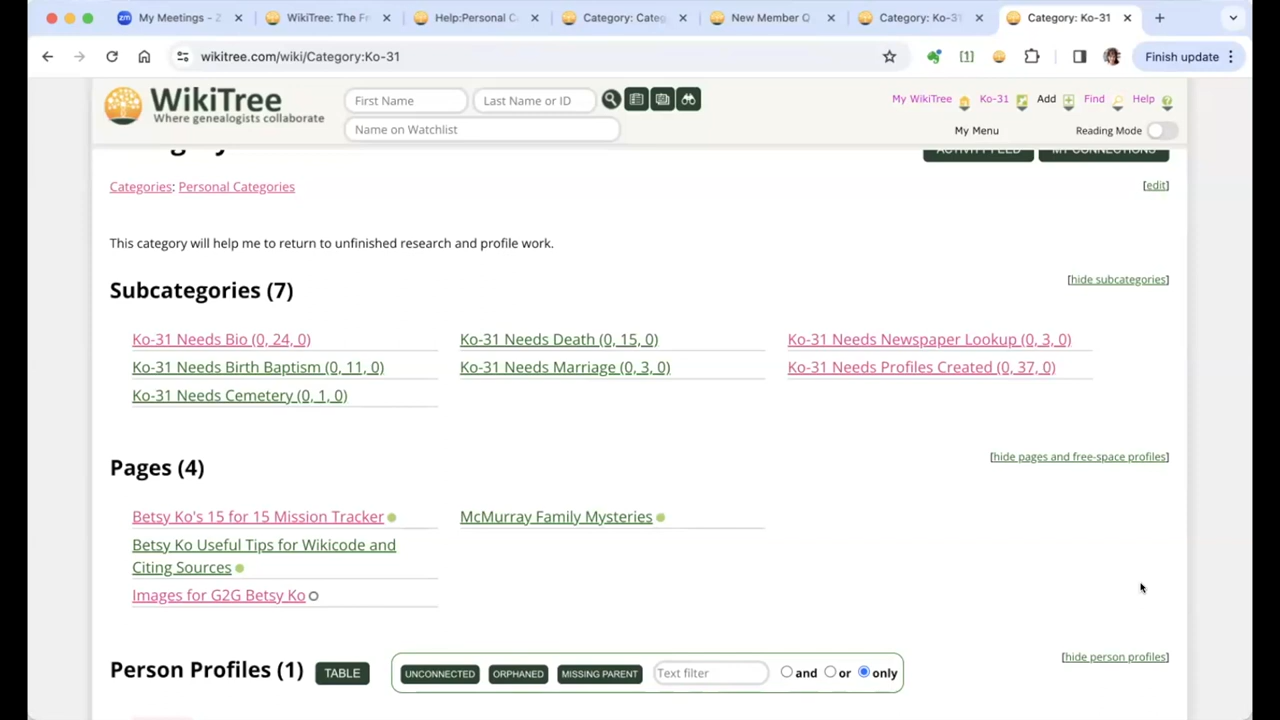 zm My Meetings - Z
WikiTree: The Fr
Help:Personal C
Category: Categ
New Member Q
Category: Ko-31
Category: Ko-31
wikitree.com/wiki/Category:Ko-31
[1]
Finish update
WikiTree
Where genealogists collaborate
First Name
Last Name or ID
Name on Watchlist
My WikiTree
Ko-31
Add
Find
Help
My Menu
Reading Mode
ACTIVITY FEED
MY CONNECTIONS
Categories: Personal Categories
[edit]
This category will help me to return to unfinished research and profile work.
Subcategories (7)
[hide subcategories]
Ko-31 Needs Bio (0, 24, 0)
Ko-31 Needs Birth Baptism (0, 11, 0)
Ko-31 Needs Cemetery (0, 1, 0)
Ko-31 Needs Death (0, 15, 0)
Ko-31 Needs Marriage (0, 3, 0)
Ko-31 Needs Newspaper Lookup (0, 3, 0)
Ko-31 Needs Profiles Created (0, 37, 0)
Pages (4)
[hide pages and free-space profiles]
Betsy Ko's 15 for 15 Mission Tracker
Betsy Ko Useful Tips for Wikicode and
Citing Sources
Images for G2G Betsy Ko
McMurray Family Mysteries
Person Profiles (1)
TABLE
UNCONNECTED
ORPHANED
MISSING PARENT
Text filter
and
or
only
[hide person profiles]